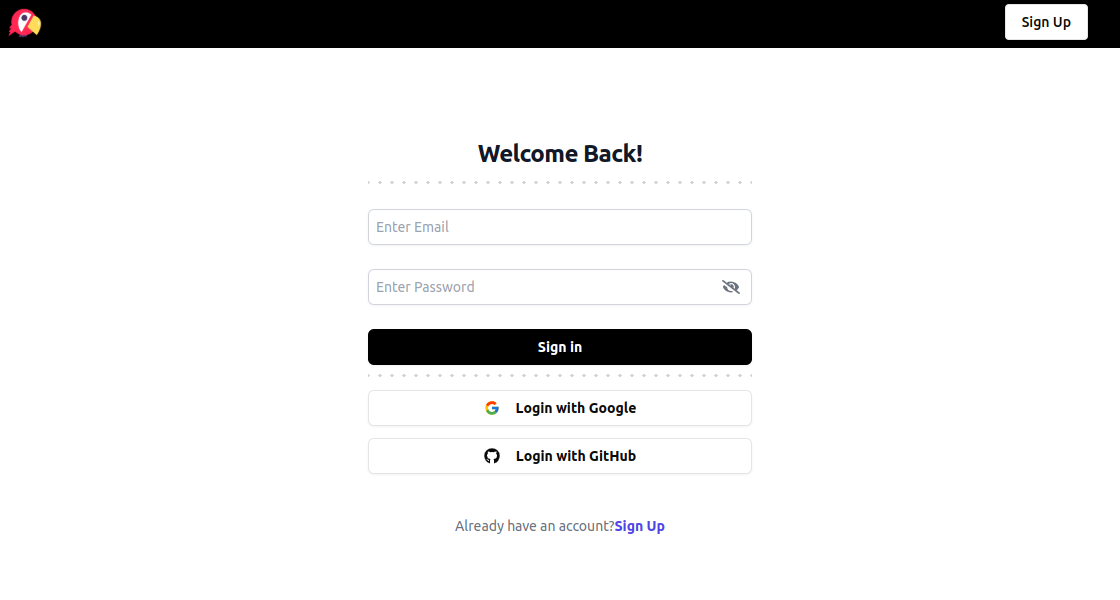 Sign Up
Welcome Back!
Enter Email
Enter Password
Sign in
Login with Google
Login with GitHub
Already have an account?Sign Up